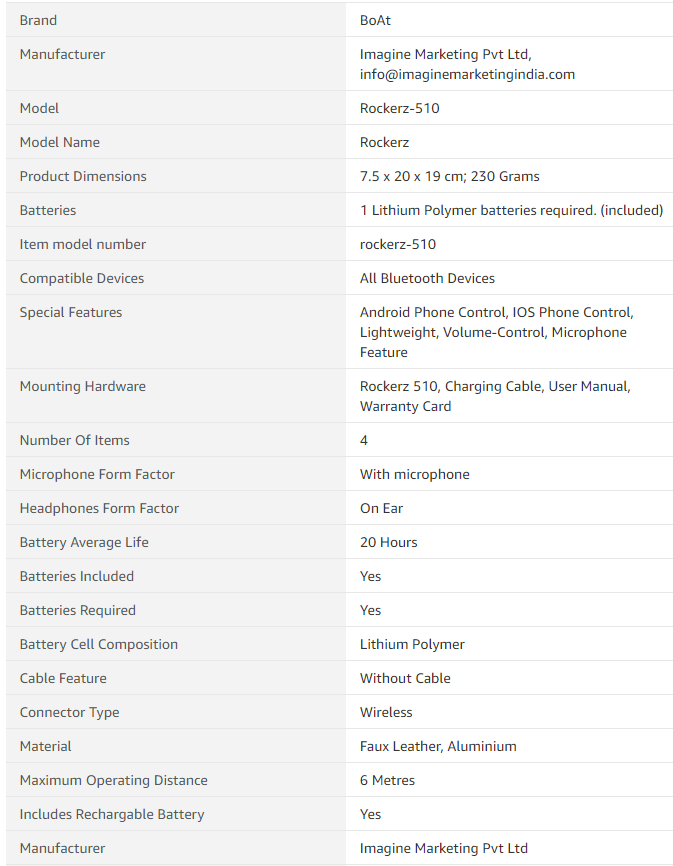 Brand BoAt
Manufacturer Imagine Marketing Pvt Ltd,
info@imaginemarketingindia.com
Model Rockerz-510
Model Name Rockerz
Product Dimensions 7.5 x 20 x 19 cm; 230 Grams
Batteries 1 Lithium Polymer batteries required. (included)
Item model number rockerz-510
Compatible Devices All Bluetooth Devices
Special Features Android Phone Control, IOS Phone Control,
Lightweight, Volume-Control, Microphone
Feature
Mounting Hardware Rockerz 510, Charging Cable, User Manual,
Warranty Card
Number Of Items 4
Microphone Form Factor With microphone
Headphones Form Factor On Ear
Battery Average Life 20 Hours
Batteries Included Yes
Batteries Required Yes
Battery Cell Composition Lithium Polymer
Cable Feature Without Cable
Connector Type Wireless
Material Faux Leather, Aluminium
Maximum Operating Distance 6 Metres
Includes Rechargable Battery Yes
Manufacturer Imagine Marketing Pvt Ltd